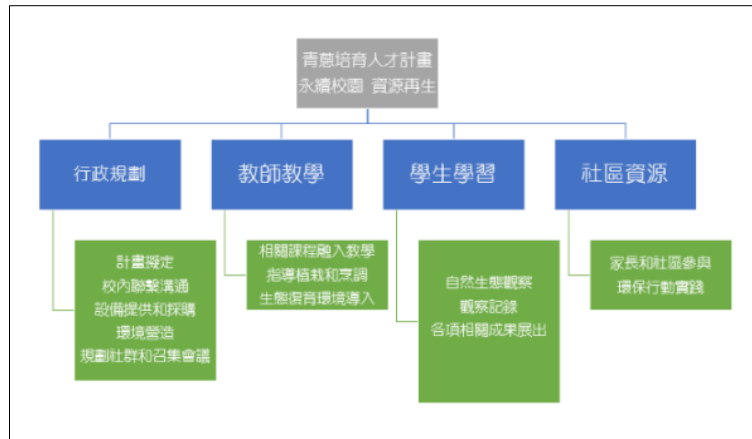 青蔥培育人才計畫
永續校園 資源再生
行政規劃
教師教學
學生學習
社區資源
計畫擬定
校內聯繫溝通
設備提供和採購
環境營造
規劃社群和召集會議
相關課程融入教學
指導植栽和烹調
生態復育環境導入
自然生態觀察
觀察記錄
各項相關成果展出
家長和社區參與
環保行動實踐